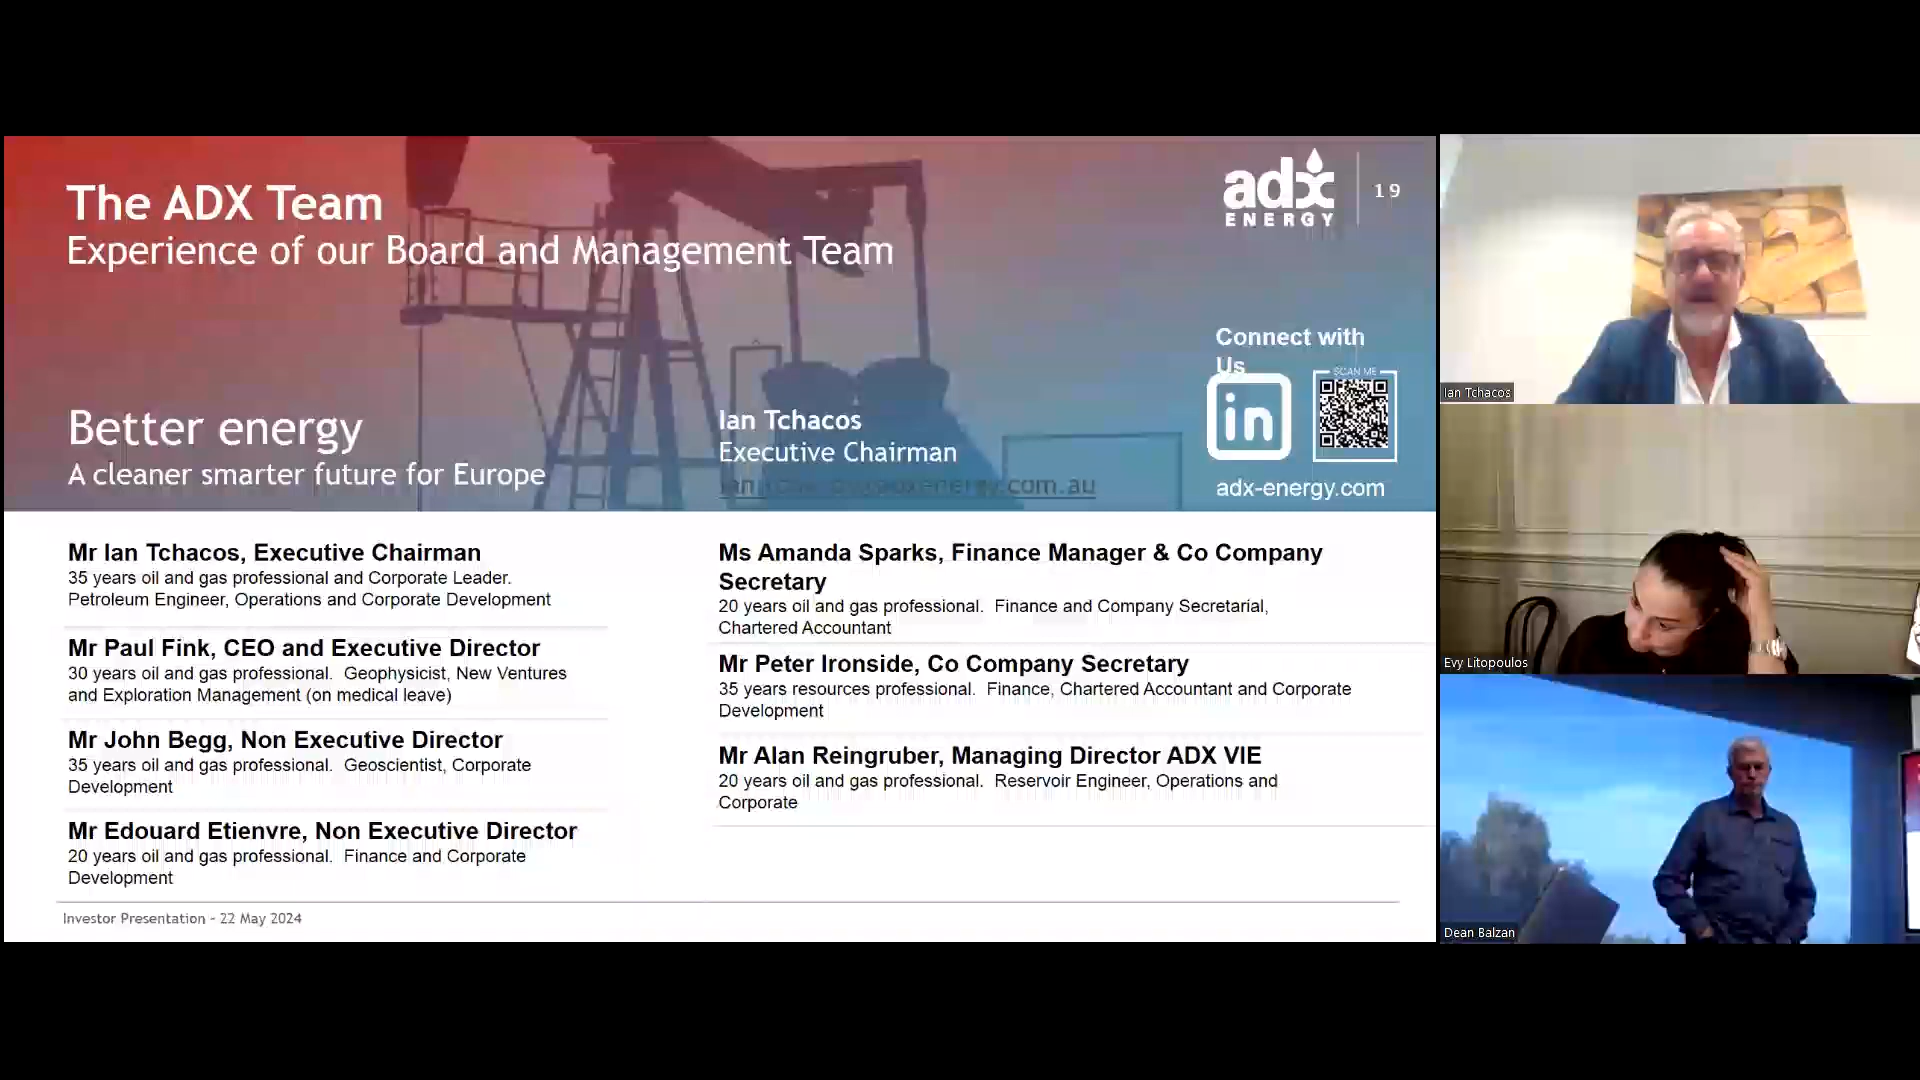 The ADX Team
Experience of our Board and Management Team
adx
ENERGY
19
Connect with
Us
SCAN ME
in
adx-energy.com
Better energy
A cleaner smarter future for Europe
Ian Tchacos
Executive Chairman
Mr Ian Tchacos, Executive Chairman
35 years oil and gas professional and Corporate Leader.
Petroleum Engineer, Operations and Corporate Development
Mr Paul Fink, CEO and Executive Director
30 years oil and gas professional. Geophysicist, New Ventures
and Exploration Management (on medical leave)
Mr John Begg, Non Executive Director
35 years oil and gas professional. Geoscientist, Corporate
Development
Mr Edouard Etienvre, Non Executive Director
20 years oil and gas professional. Finance and Corporate
Development
Ms Amanda Sparks, Finance Manager & Co Company
Secretary
20 years oil and gas professional. Finance and Company Secretarial,
Chartered Accountant
Mr Peter Ironside, Co Company Secretary
35 years resources professional. Finance, Chartered Accountant and Corporate
Development
Mr Alan Reingruber, Managing Director ADX VIE
20 years oil and gas professional. Reservoir Engineer, Operations and
Corporate
Investor Presentation - 22 May 2024
Ian Tchacos
Evy Litopoulos
Dean Balzan